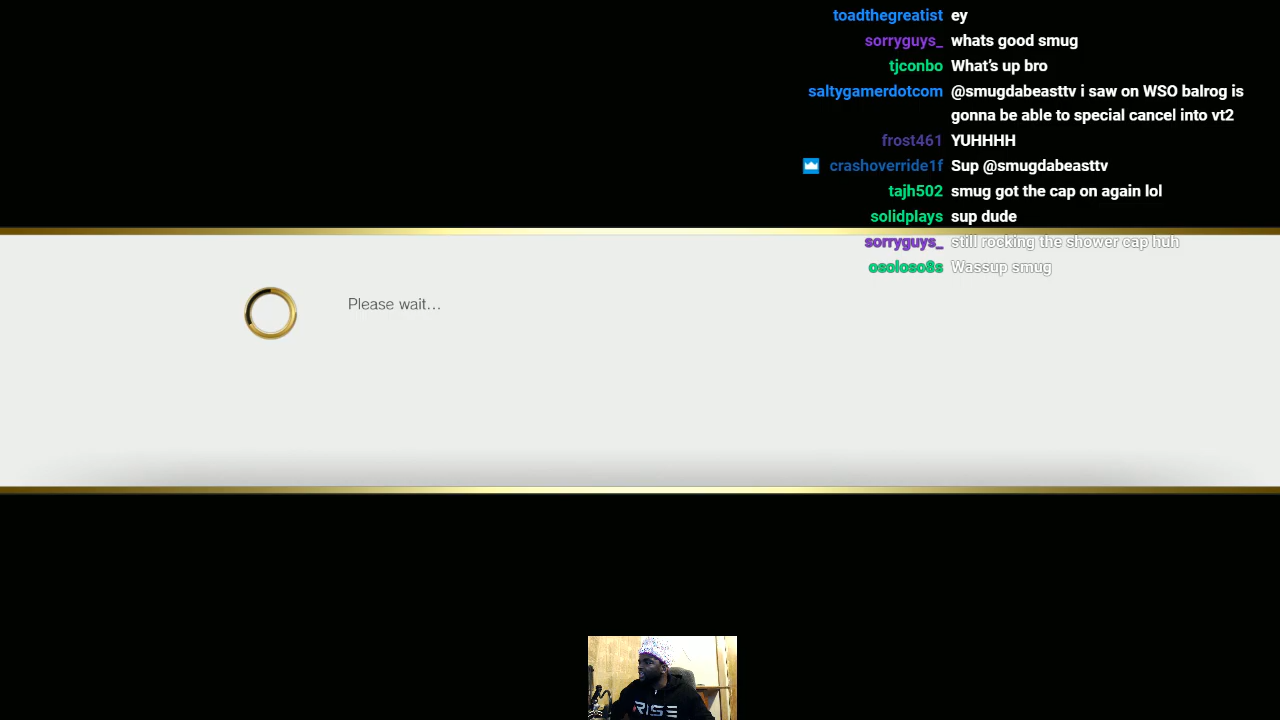 toadthegreatist ey
sorryguys_ whats good smug
tjconbo What's up bro
saltygamerdotcom @smugdabeasttv i saw on WSO balrog is
gonna be able to special cancel into vt2
frost461 YUHHHH
crashoverride1f Sup @smugdabeasttv
tajh502 smug got the cap on again lol
solidplays sup dude
sorryguys_ still rocking the shower cap huh
osoloso8s Wassup smug
Please wait...
RISE